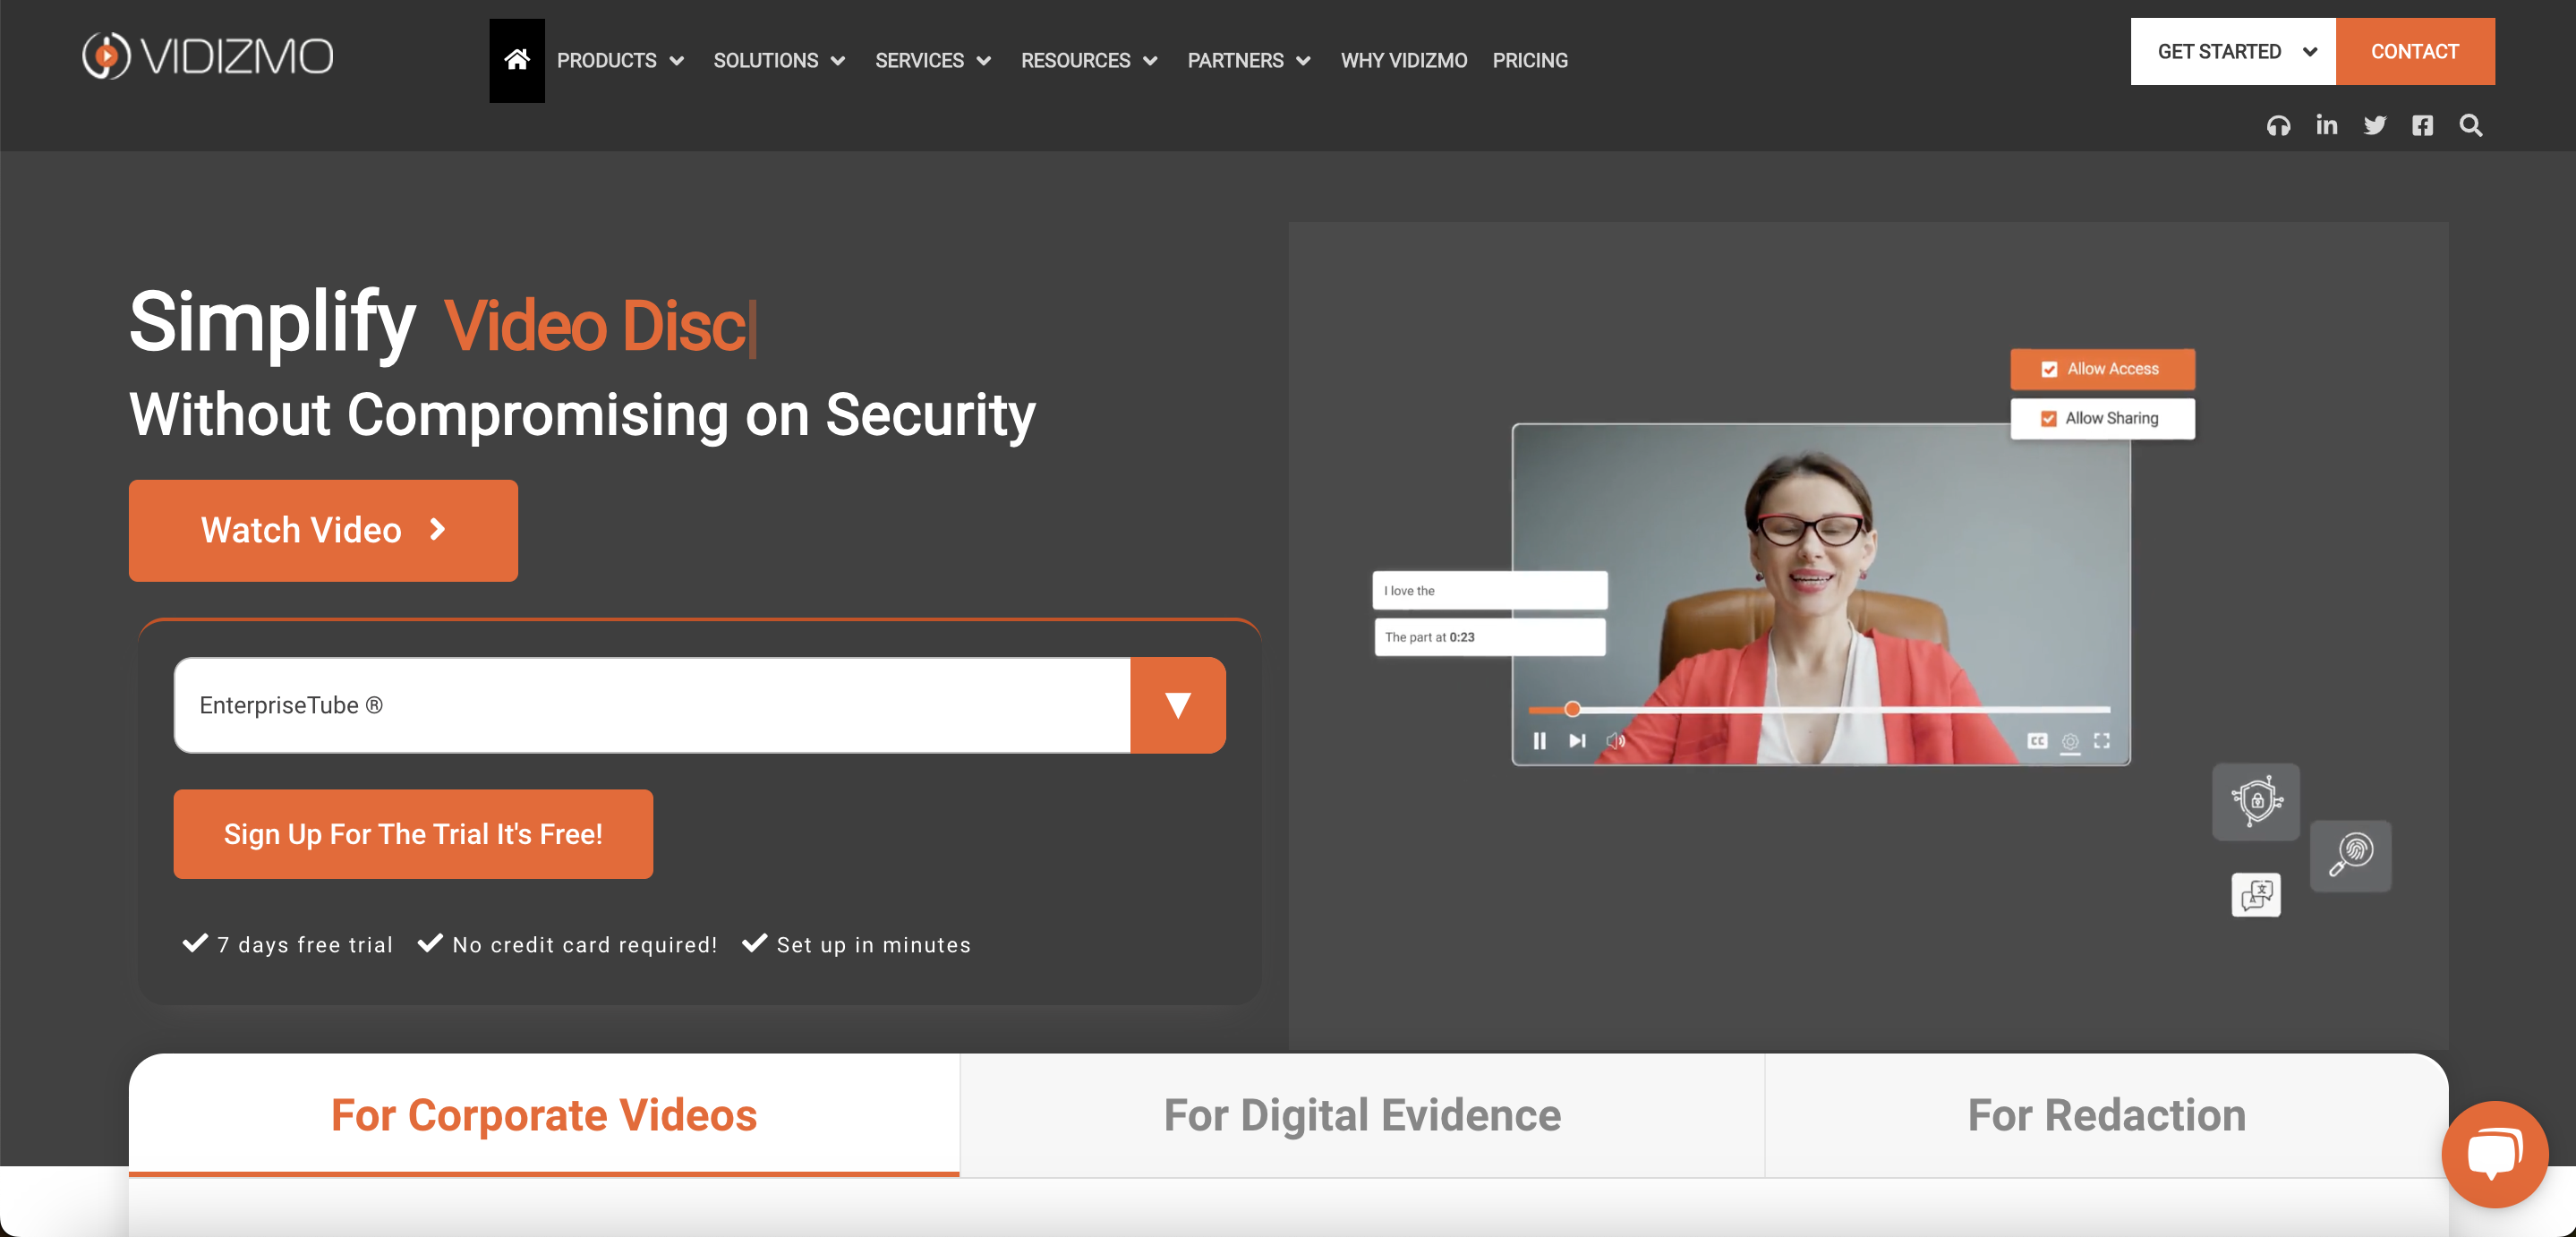 VIDIZMO
PRODUCTS
SOLUTIONS
SERVICES
RESOURCES
PARTNERS
WHY VIDIZMO
PRICING
GET STARTED
CONTACT
Simplify Video Disc
Without Compromising on Security
Watch Video
EnterpriseTube ®
Sign Up For The Trial It's Free!
7 days free trial
No credit card required!
Set up in minutes
Allow Access
Allow Sharing
I love the
The part at 0:23
CC
For Corporate Videos
For Digital Evidence
For Redaction